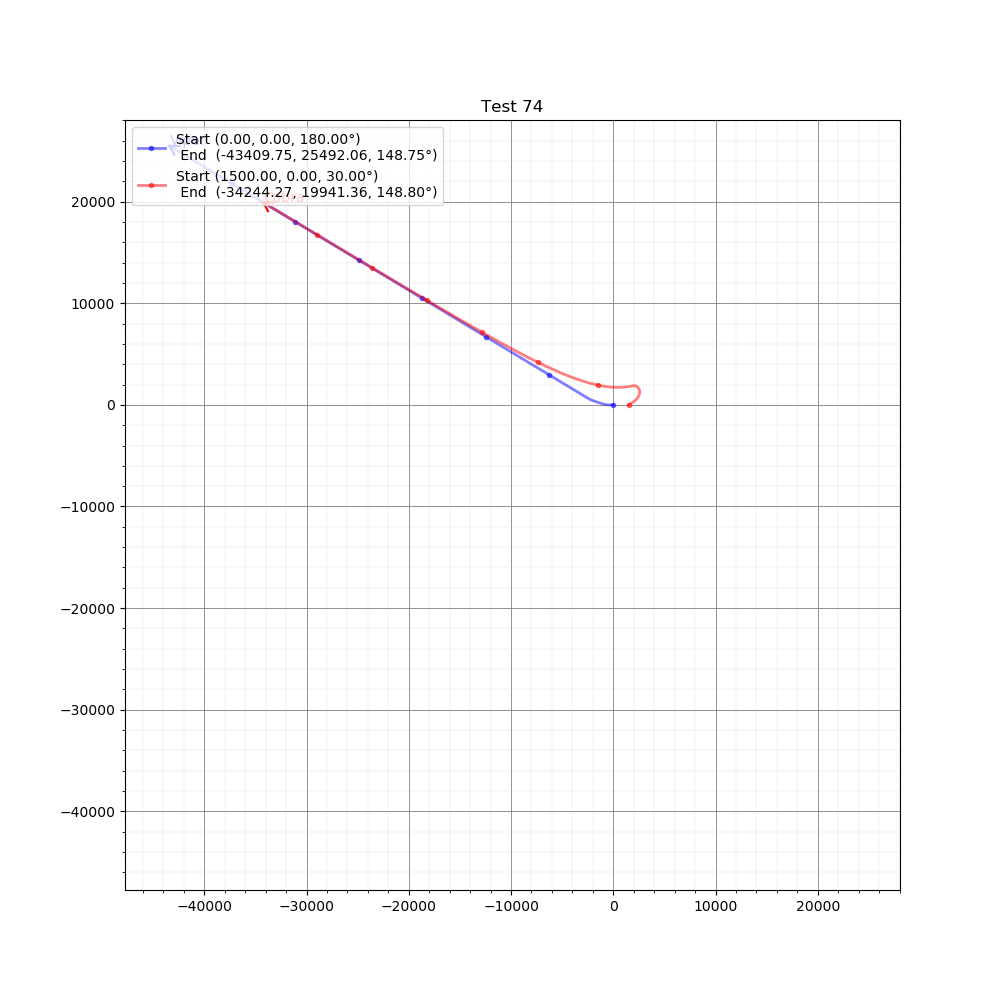 Test 74
Start (0.00, 0.00, 180.00°)
End (-43409.75, 25492.06, 148.75°)
Start (1500.00, 0.00, 30.00°)
End (-34244.27, 19941.36, 148.80°)
20000
10000
0
−10000
−20000
−30000
−40000
−40000 −30000 −20000 −10000 0 10000 20000